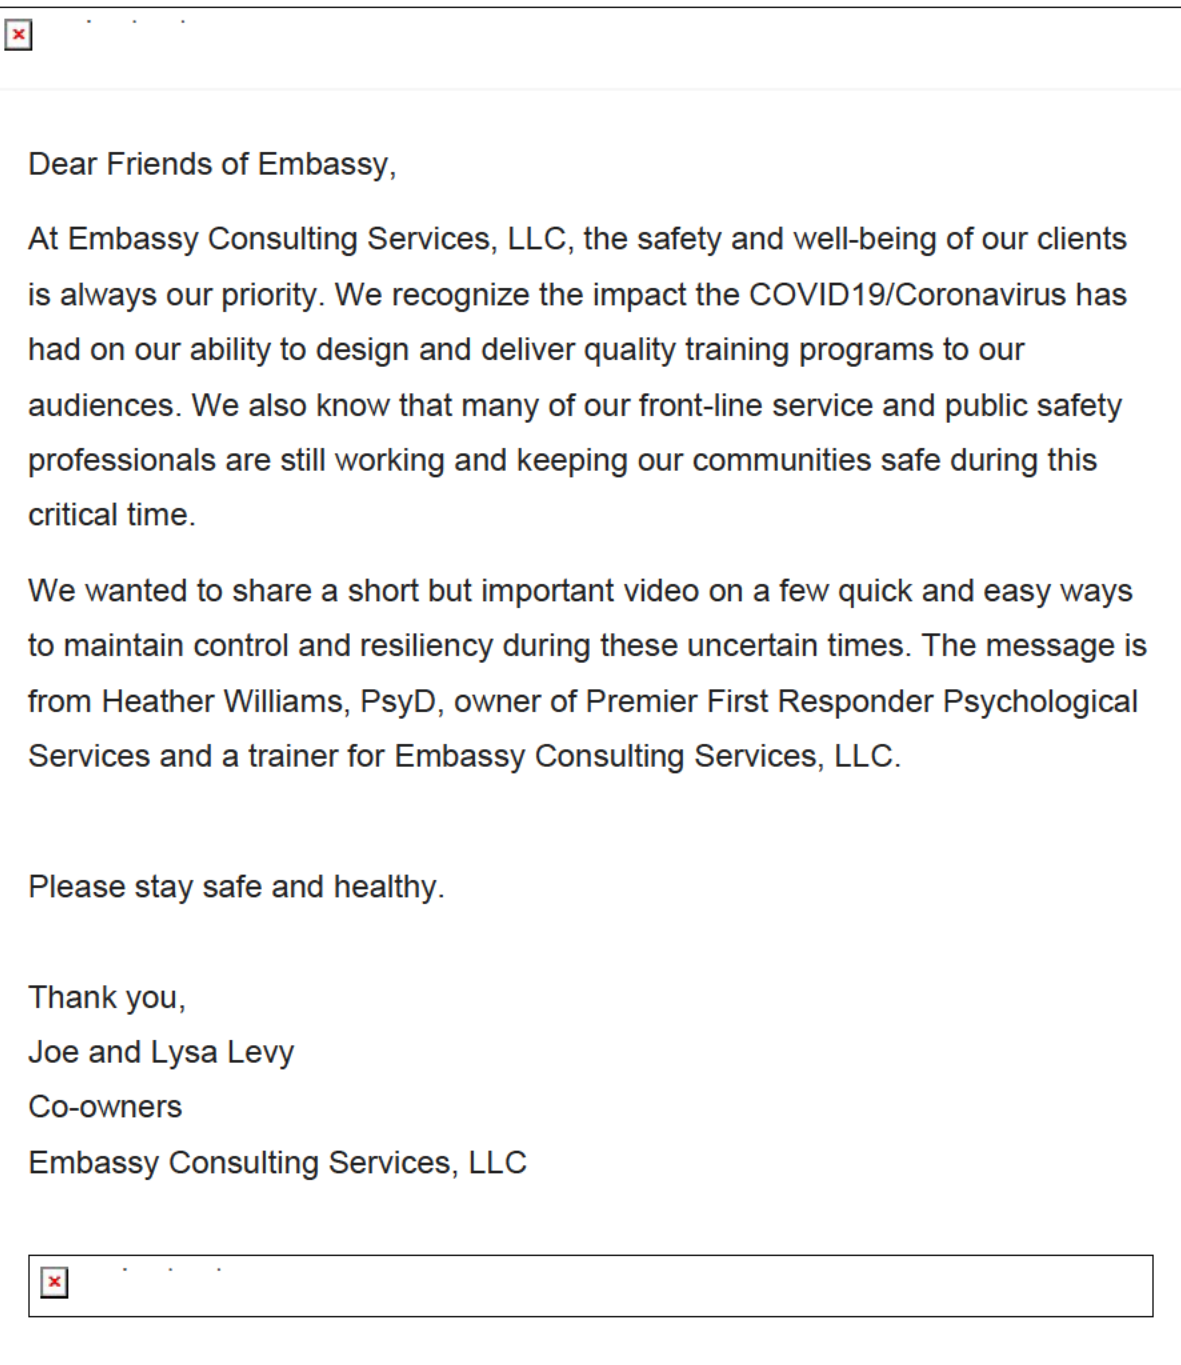 Dear Friends of Embassy,
At Embassy Consulting Services, LLC, the safety and well-being of our clients
is always our priority. We recognize the impact the COVID19/Coronavirus has
had on our ability to design and deliver quality training programs to our
audiences. We also know that many of our front-line service and public safety
professionals are still working and keeping our communities safe during this
critical time.
We wanted to share a short but important video on a few quick and easy ways
to maintain control and resiliency during these uncertain times. The message is
from Heather Williams, PsyD, owner of Premier First Responder Psychological
Services and a trainer for Embassy Consulting Services, LLC.
Please stay safe and healthy.
Thank you,
Joe and Lysa Levy
Co-owners
Embassy Consulting Services, LLC